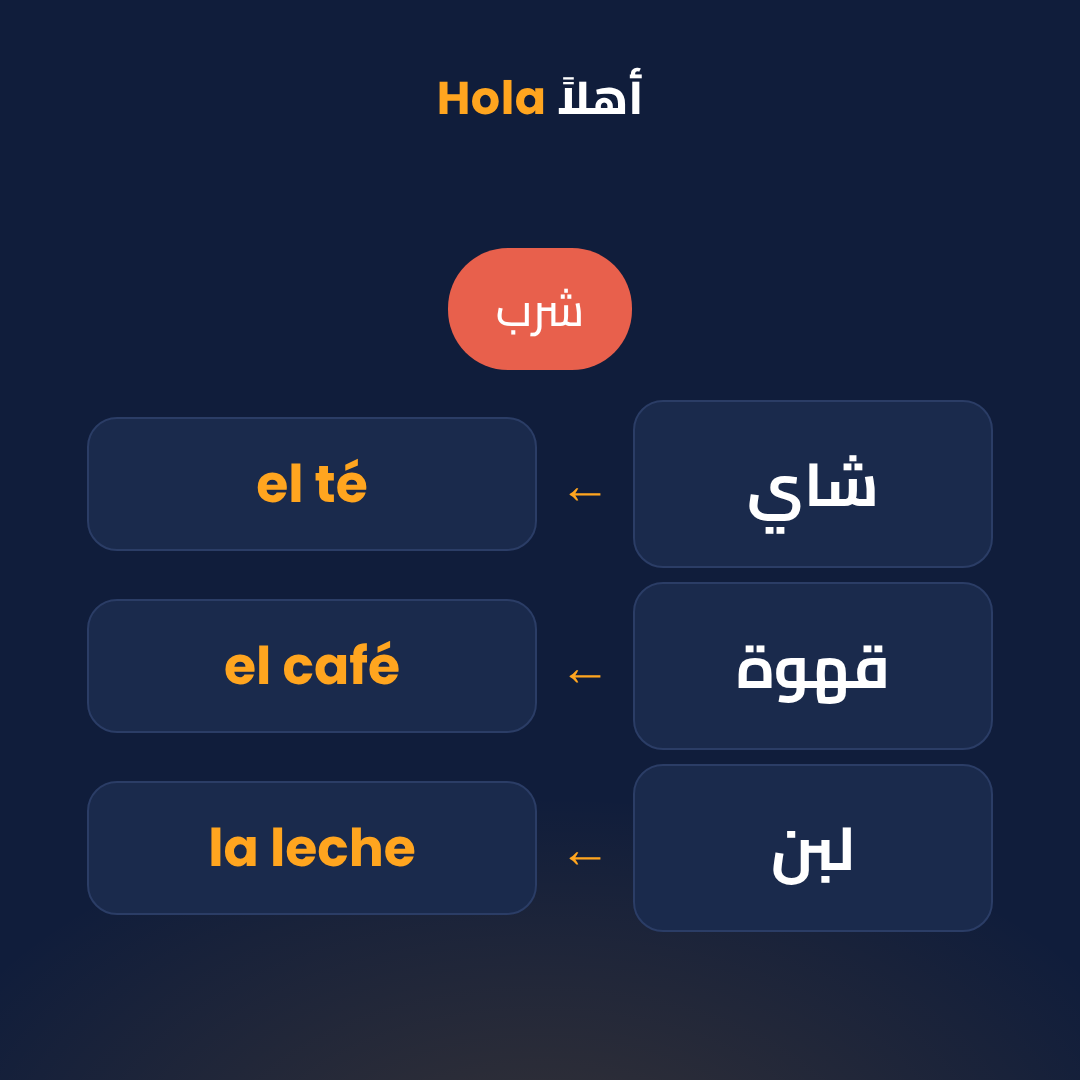 أهلاً Hola
شرب
شاي ← el té
قهوة ← el café
لبن ← la leche